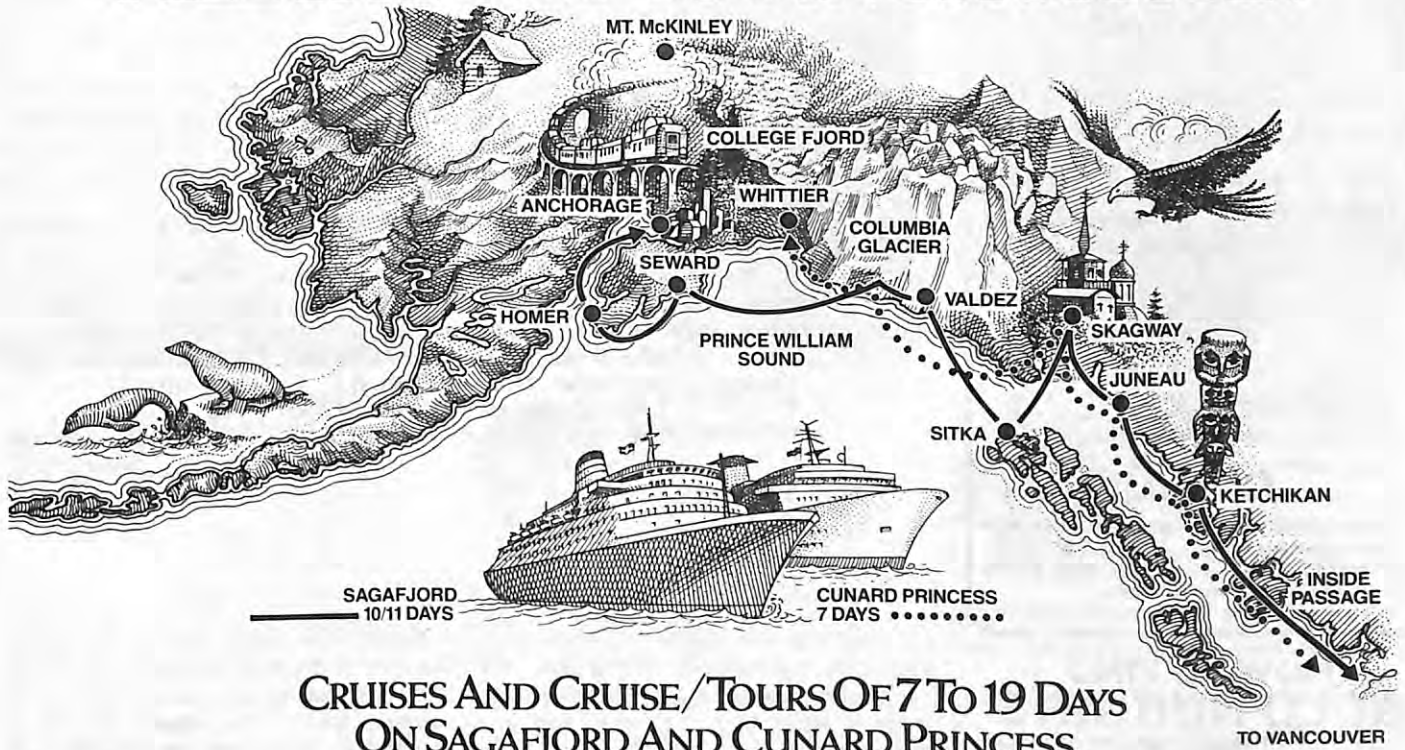 MT. McKINLEY
COLLEGE FJORD
ANCHORAGE
WHITTIER
COLUMBIA
GLACIER
SEWARD
VALDEZ
HOMER
SKAGWAY
PRINCE WILLIAM
SOUND
JUNEAU
SITKA
KETCHIKAN
INSIDE
PASSAGE
SAGAFJORD
10/11 DAYS
CUNARD PRINCESS
7 DAYS
CRUISES AND CRUISE/TOURS OF 7 TO 19 DAYS
ON SAGAFJORD AND CUNARD PRINCESS
TO VANCOUVER